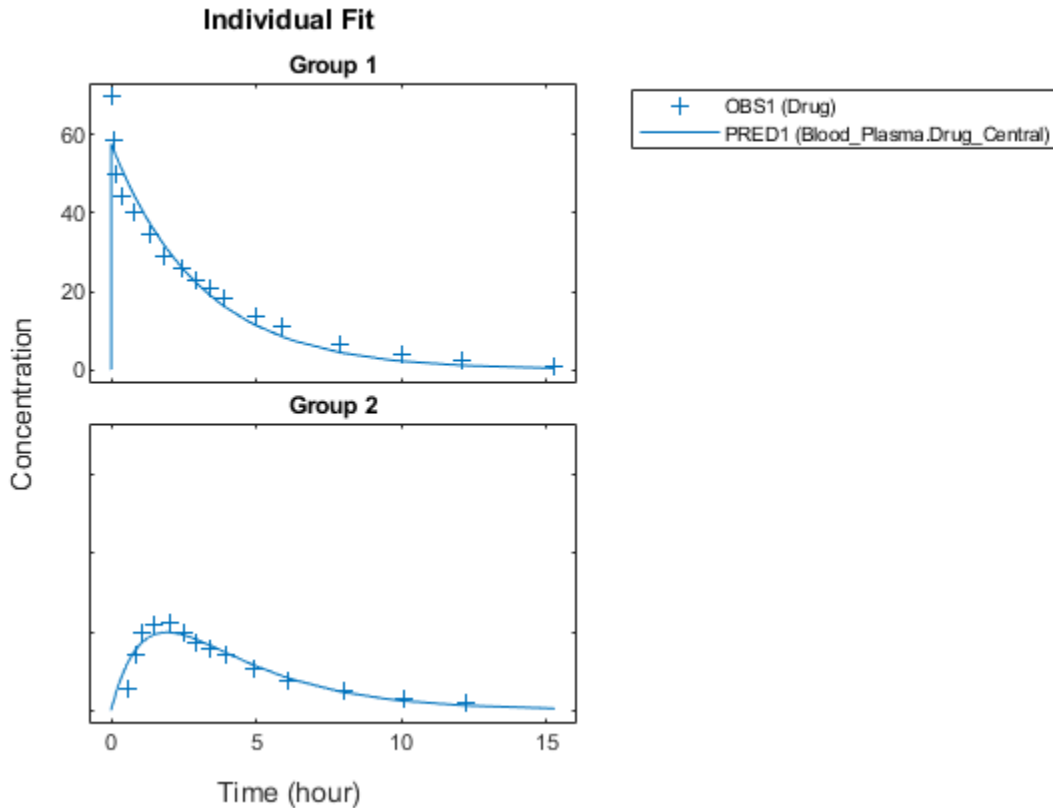 Individual Fit
Group 1
OBS1 (Drug)
PRED1 (Blood_Plasma.Drug_Central)
60
40
20
0
Concentration
Group 2
0 5 10 15
Time (hour)